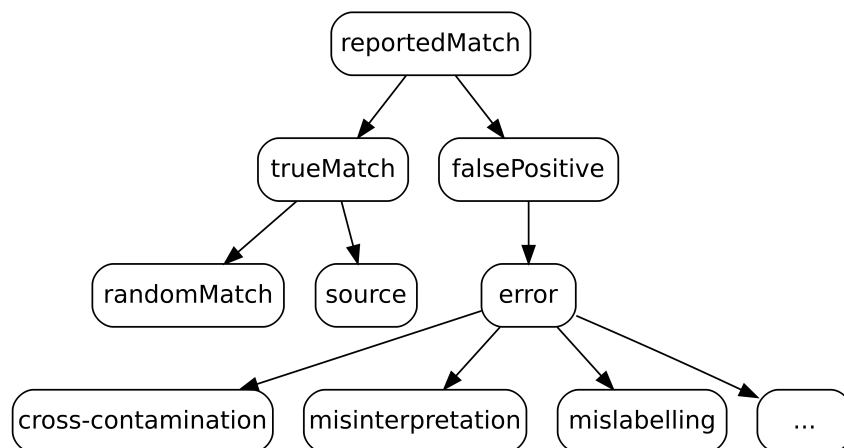 reportedMatch
trueMatch
falsePositive
randomMatch
source
error
cross-contamination
misinterpretation
mislabelling
...